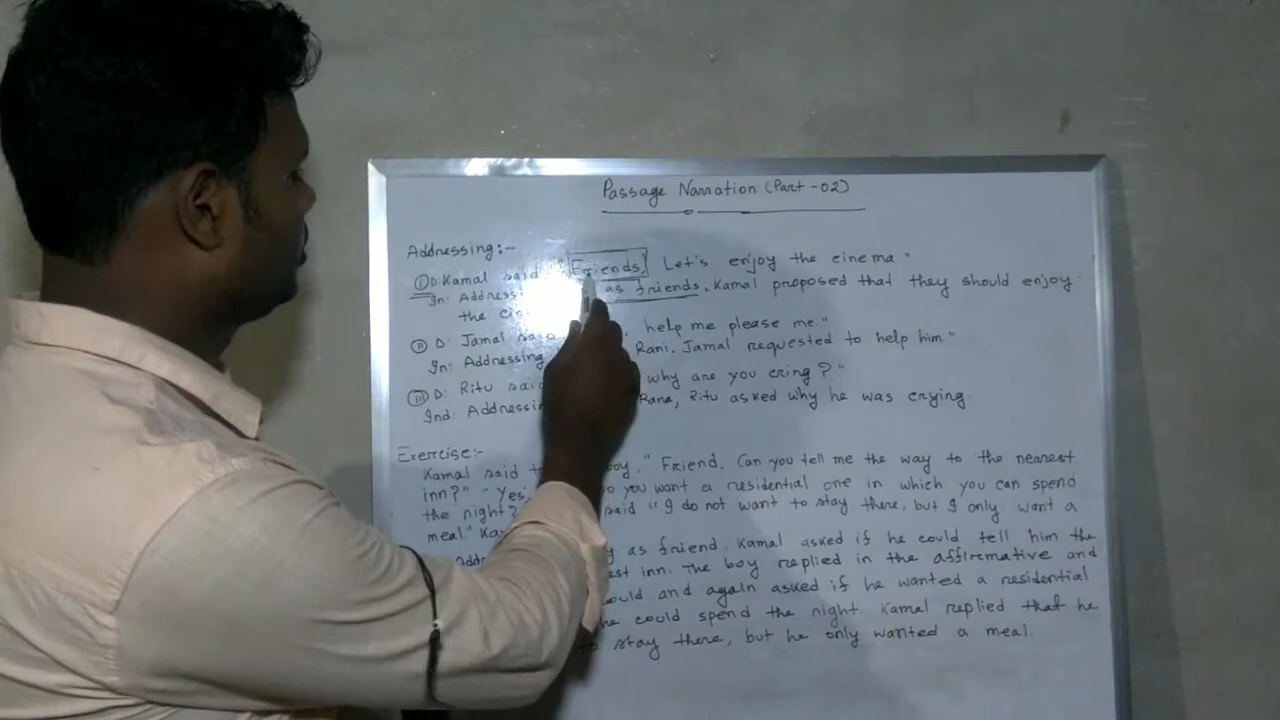 Passage Narration (Part-02)
Addressing:-
(I) D: Kamal said "Friends, Let's enjoy the cinema."
In: as friends, Kamal proposed that they should enjoy
the
(II) D: Jamal said help me please me."
In: Addressing Rani. Jamal requested to help him."
(III) D: Ritu said why are you cring?"
Ind: Addressing Rana, Ritu asked why he was crying.
Exercise:-
Kamal said boy, "Friend, Can you tell me the way to the nearest
inn?" "Yes, you want a residential one in which you can spend
the night? said "I do not want to stay there, but I only want a
meal"
as friend, Kamal asked if he could tell him the
inn. The boy replied in the affirmative and
and again asked if he wanted a residential
he could spend the night. Kamal replied that he
stay there, but he only wanted a meal.